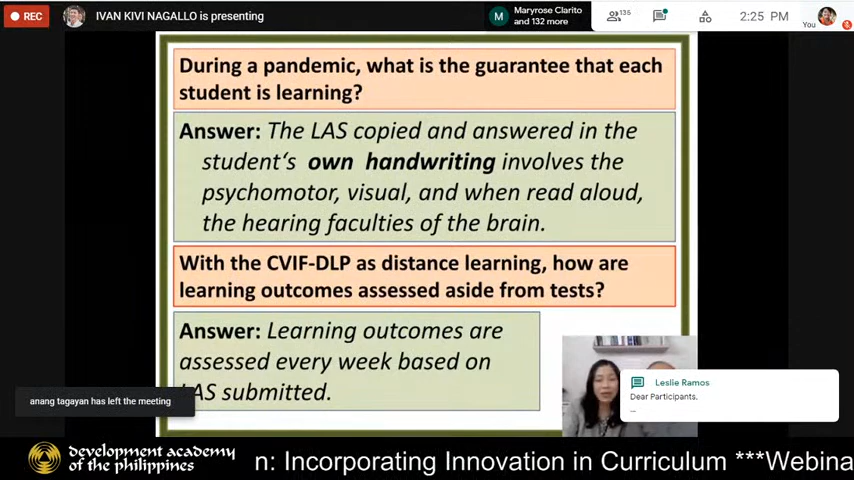 REC
IVAN KIVI NAGALLO is presenting
M
Maryrose Clarito
and 132 more
136
2:25 PM
You
During a pandemic, what is the guarantee that each
student is learning?
Answer: The LAS copied and answered in the
student's own handwriting involves the
psychomotor, visual, and when read aloud,
the hearing faculties of the brain.
With the CVIF-DLP as distance learning, how are
learning outcomes assessed aside from tests?
Answer: Learning outcomes are
assessed every week based on
LAS submitted.
anang tagayan has left the meeting
Leslie Ramos
Dear Participants,
...
development academy
of the philippines
n: Incorporating Innovation in Curriculum ***Webina